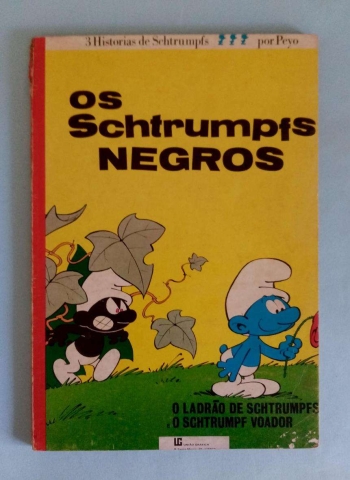 3 Historias de Schtrumpfs por Peyo
OS
Schtrumpfs
NEGROS
O LADRÃO DE SCHTRUMPFS
E O SCHTRUMPF VOADOR